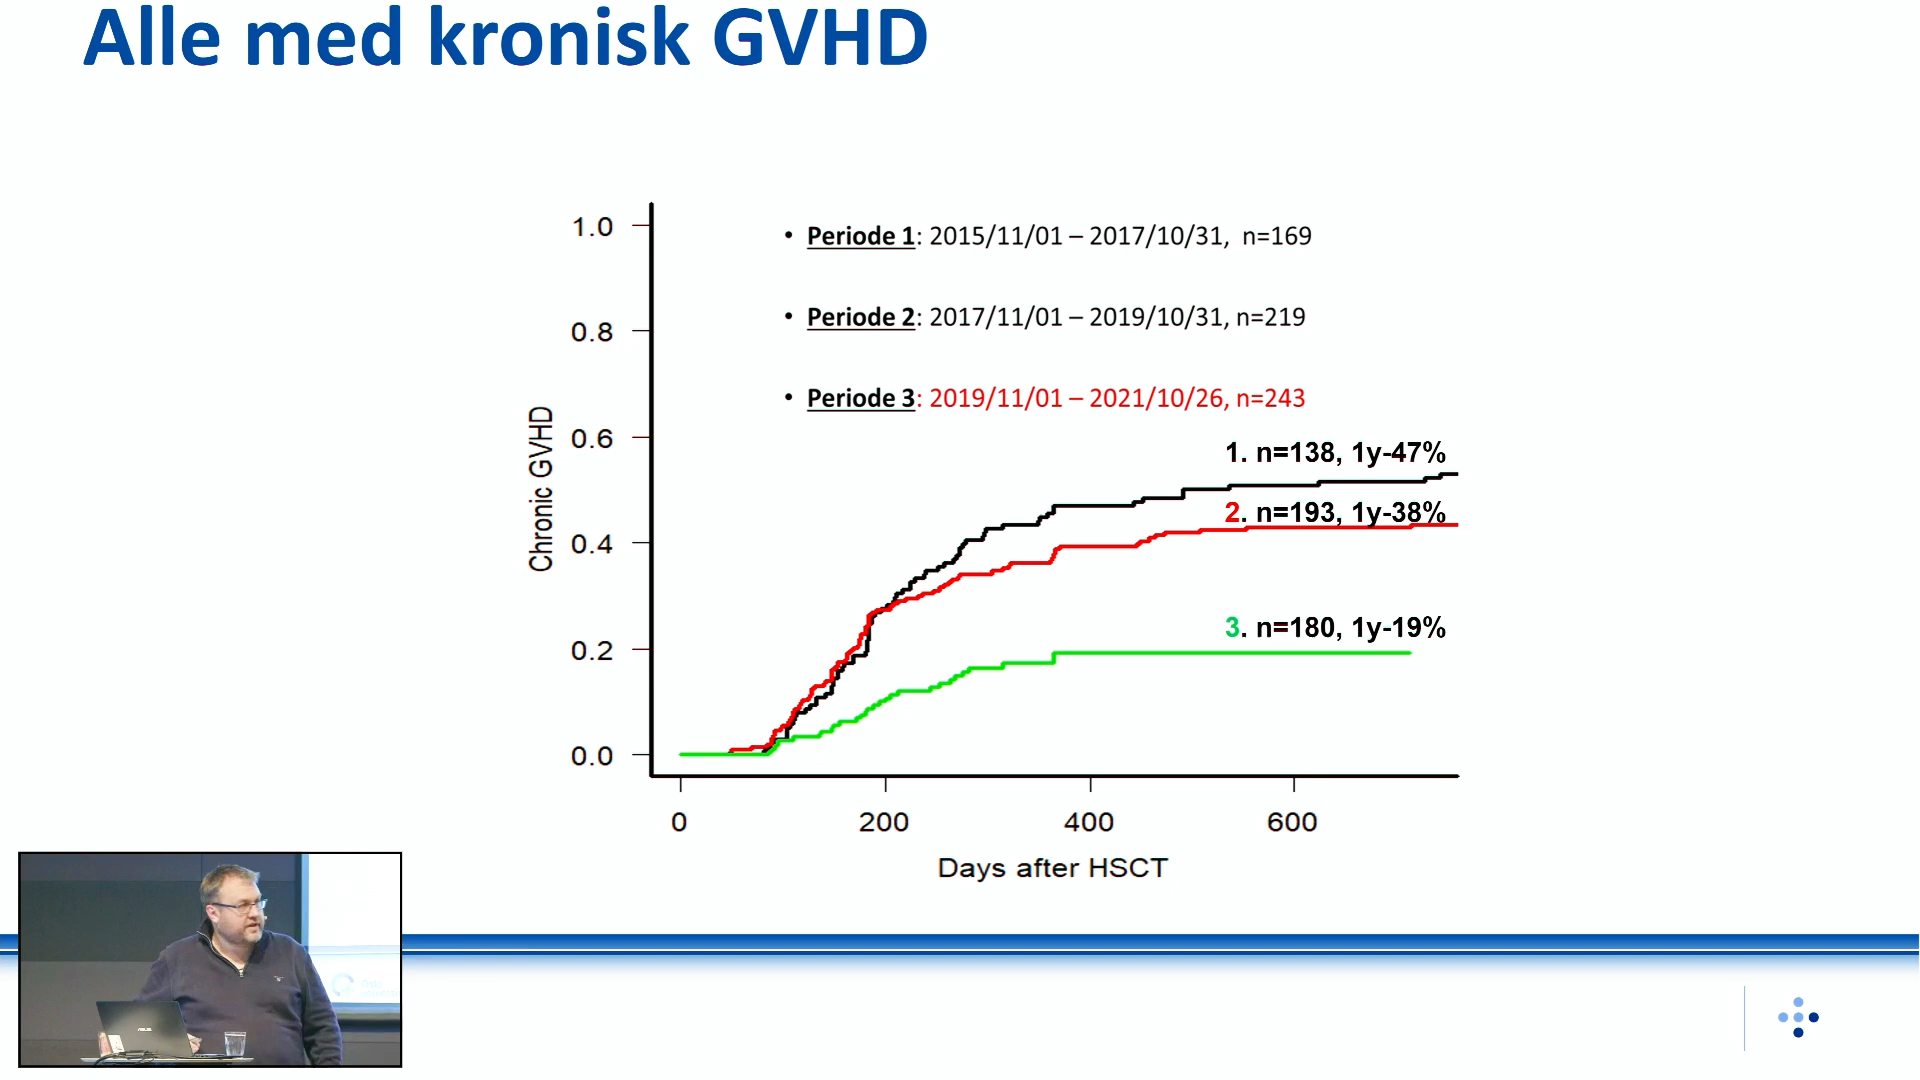 Alle med kronisk GVHD
1.0
0.8
0.6
0.4
0.2
0.0
Chronic GVHD
• Periode 1: 2015/11/01 – 2017/10/31, n=169
• Periode 2: 2017/11/01 – 2019/10/31, n=219
• Periode 3: 2019/11/01 – 2021/10/26, n=243
1. n=138, 1y-47%
2. n=193, 1y-38%
3. n=180, 1y-19%
0 200 400 600
Days after HSCT
ASUS